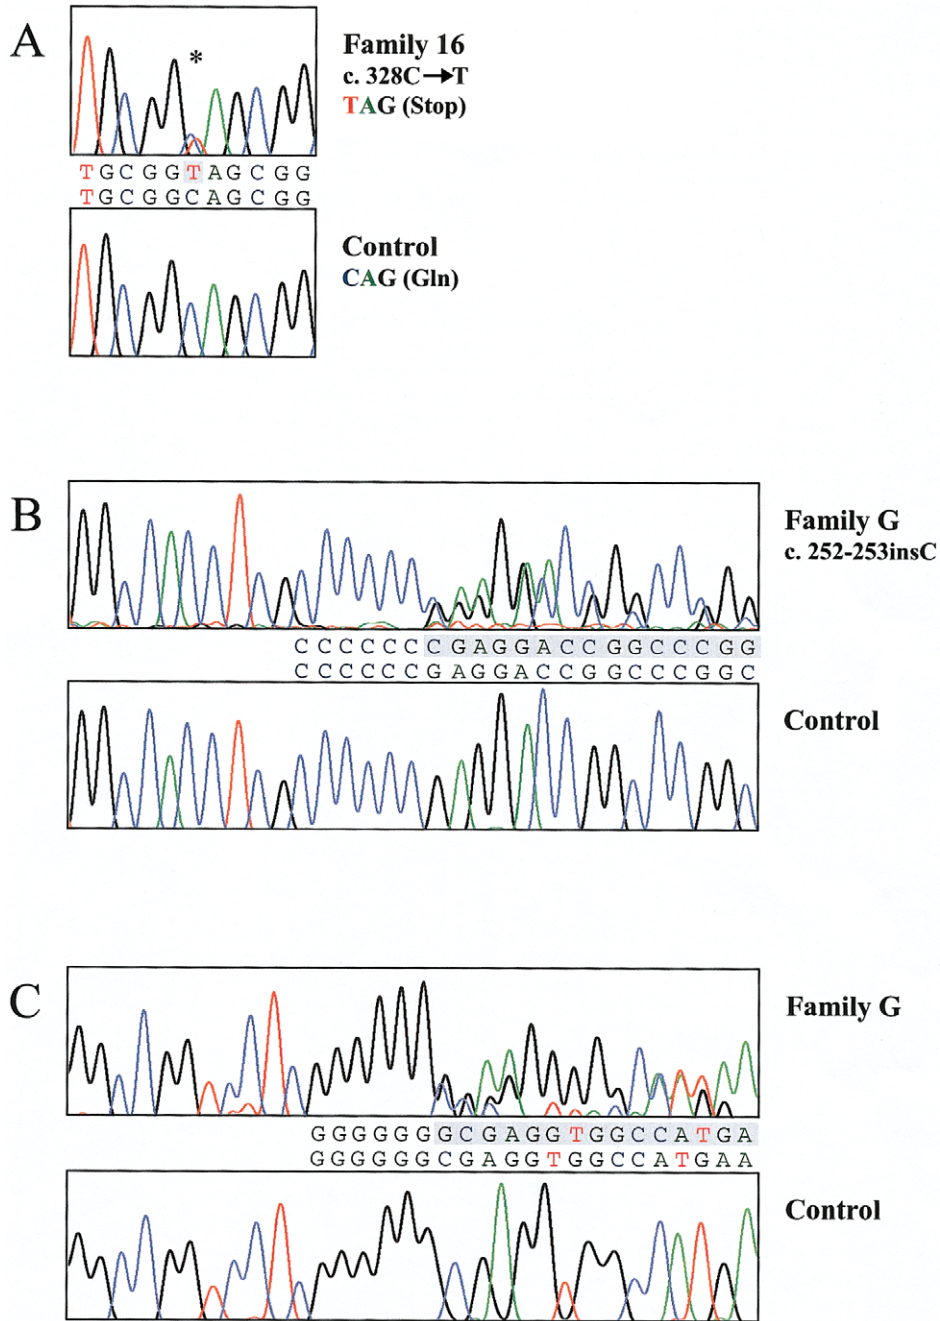 A
*
Family 16
c. 328C→T
TAG (Stop)
TGCGGTAGCGG
TGCGGCAGCGG
Control
CAG (Gln)
B
Family G
c. 252-253insC
CCCCCCCGAGGACCGGCCCGG
CCCCCCGAGGACCGGCCCGGC
Control
C
Family G
GGGGGGGCGAGGTGGCCATGA
GGGGGGCGAGGTGGCCATGAA
Control